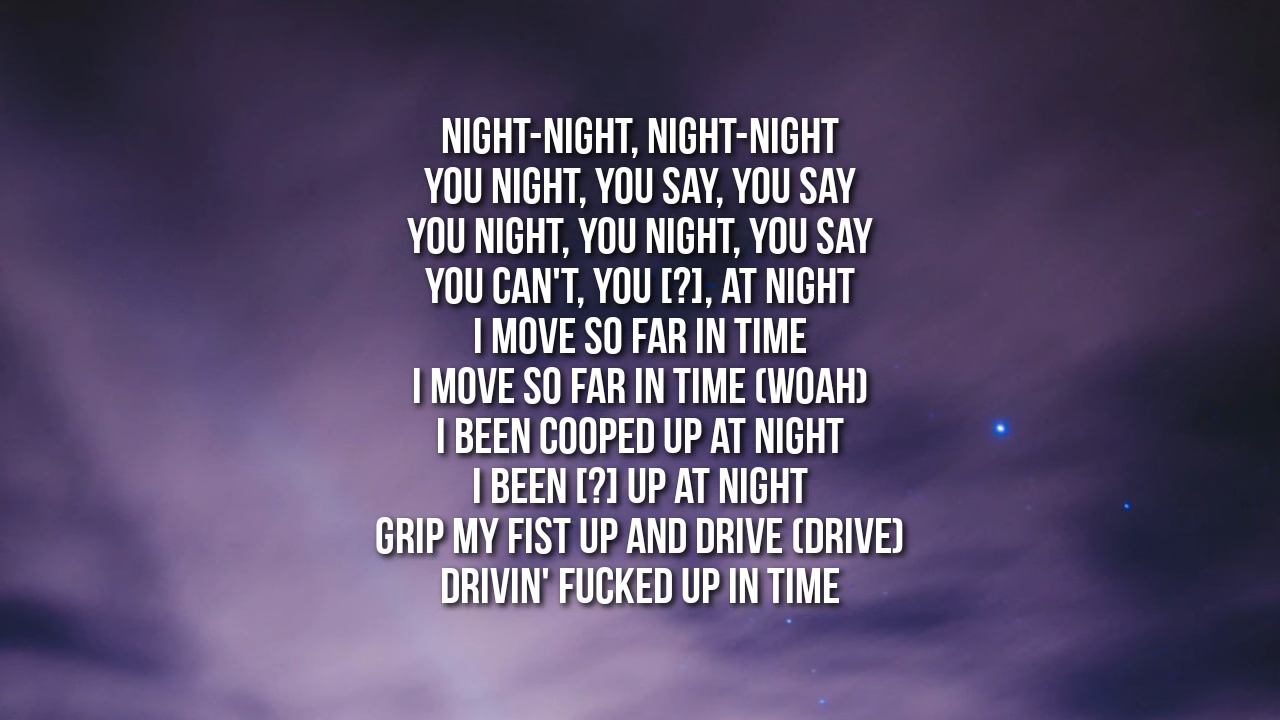 NIGHT-NIGHT, NIGHT-NIGHT
YOU NIGHT, YOU SAY, YOU SAY
YOU NIGHT, YOU NIGHT, YOU SAY
YOU CAN'T, YOU [?], AT NIGHT
I MOVE SO FAR IN TIME
I MOVE SO FAR IN TIME (WOAH)
I BEEN COOPED UP AT NIGHT
I BEEN [?] UP AT NIGHT
GRIP MY FIST UP AND DRIVE (DRIVE)
DRIVIN' FUCKED UP IN TIME